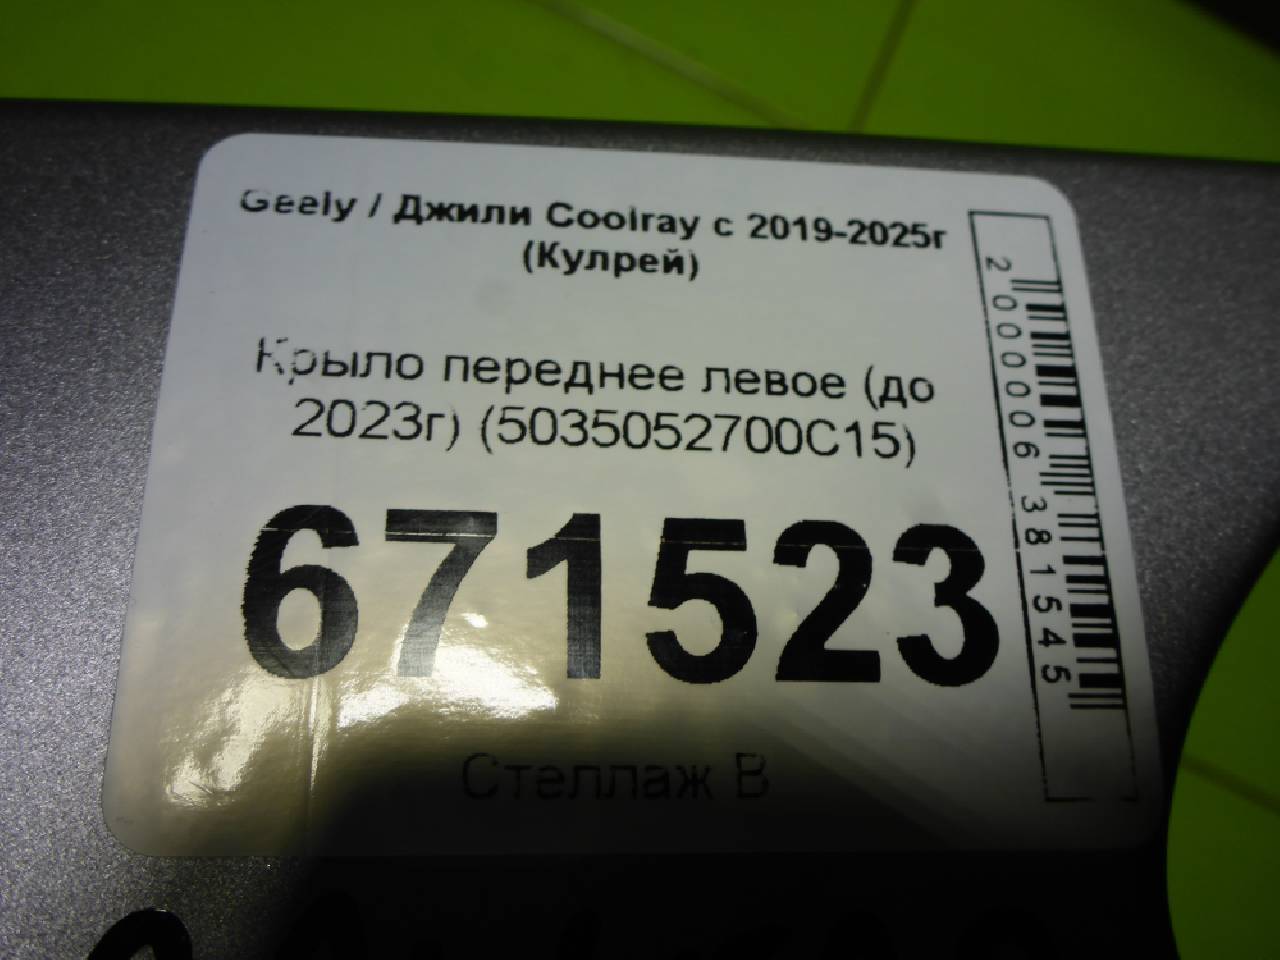 Geely / Джили Coolray с 2019-2025г
(Кулрей)
Крыло переднее левое (до
2023г) (5035052700C15)
671523
Стеллаж В
2000006381545